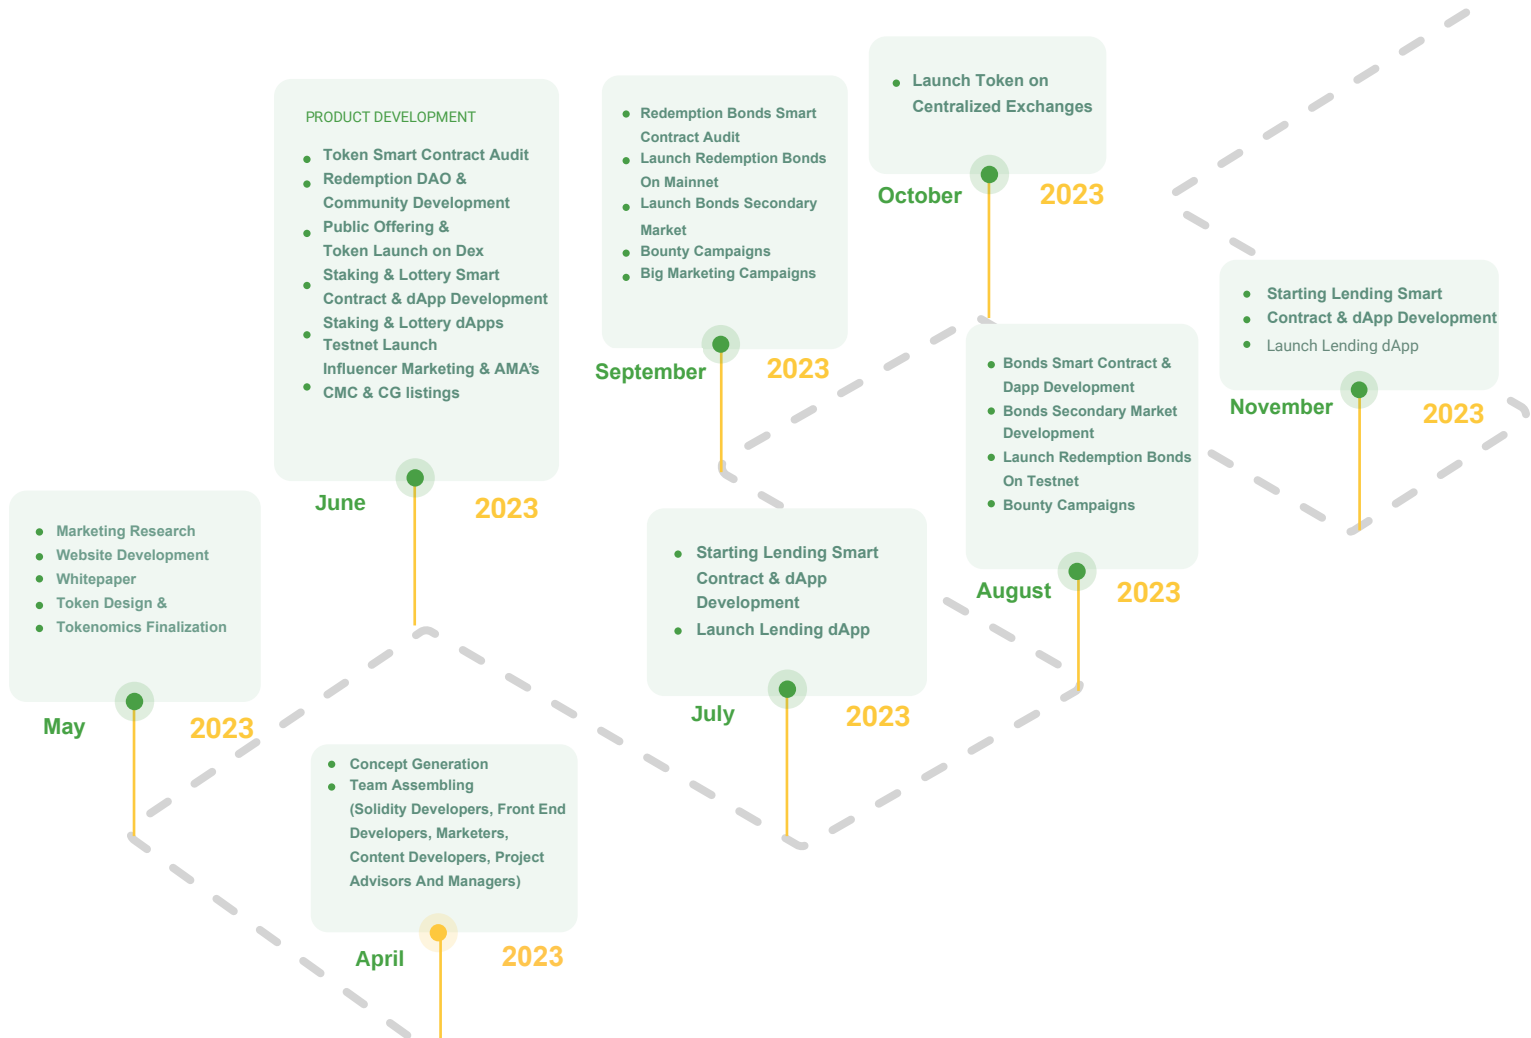 Launch Token on
Centralized Exchanges
October
2023
PRODUCT DEVELOPMENT
Token Smart Contract Audit
Redemption DAO &
Community Development
Public Offering &
Token Launch on Dex
Staking & Lottery Smart
Contract & dApp Development
Staking & Lottery dApps
Testnet Launch
Influencer Marketing & AMA's
CMC & CG listings
June
2023
Redemption Bonds Smart
Contract Audit
Launch Redemption Bonds
On Mainnet
Launch Bonds Secondary
Market
Bounty Campaigns
Big Marketing Campaigns
September
2023
Starting Lending Smart
Contract & dApp Development
Launch Lending dApp
November
2023
Bonds Smart Contract &
Dapp Development
Bonds Secondary Market
Development
Launch Redemption Bonds
On Testnet
Bounty Campaigns
August
2023
Marketing Research
Website Development
Whitepaper
Token Design &
Tokenomics Finalization
May
2023
Starting Lending Smart
Contract & dApp
Development
Launch Lending dApp
July
2023
Concept Generation
Team Assembling
(Solidity Developers, Front End
Developers, Marketers,
Content Developers, Project
Advisors And Managers)
April
2023